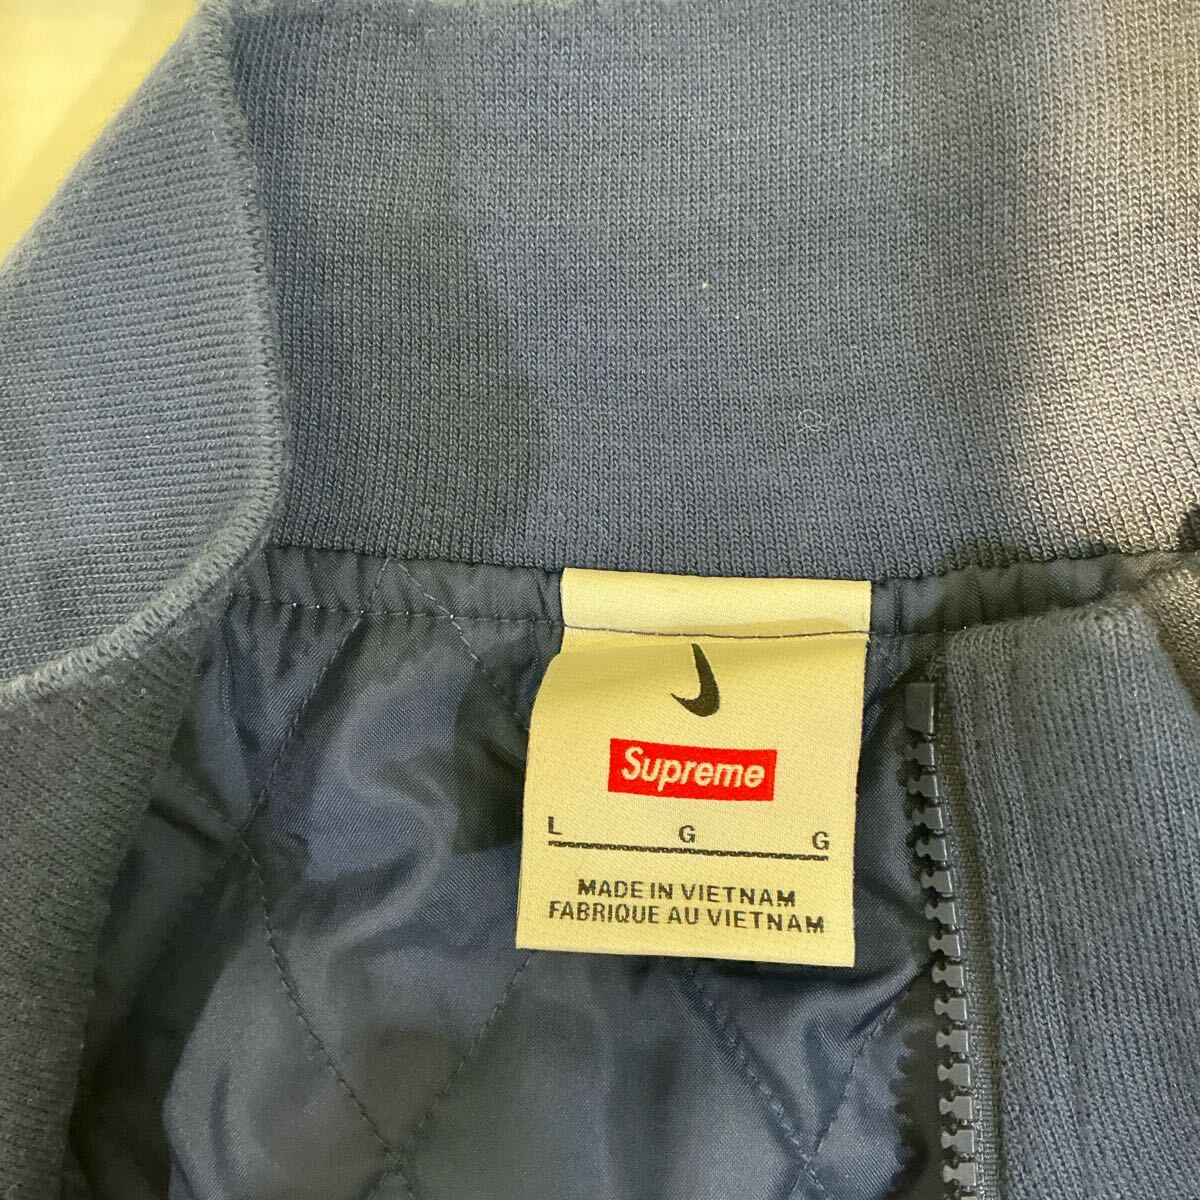 Supreme
L G G
MADE IN VIETNAM
FABRIQUE AU VIETNAM